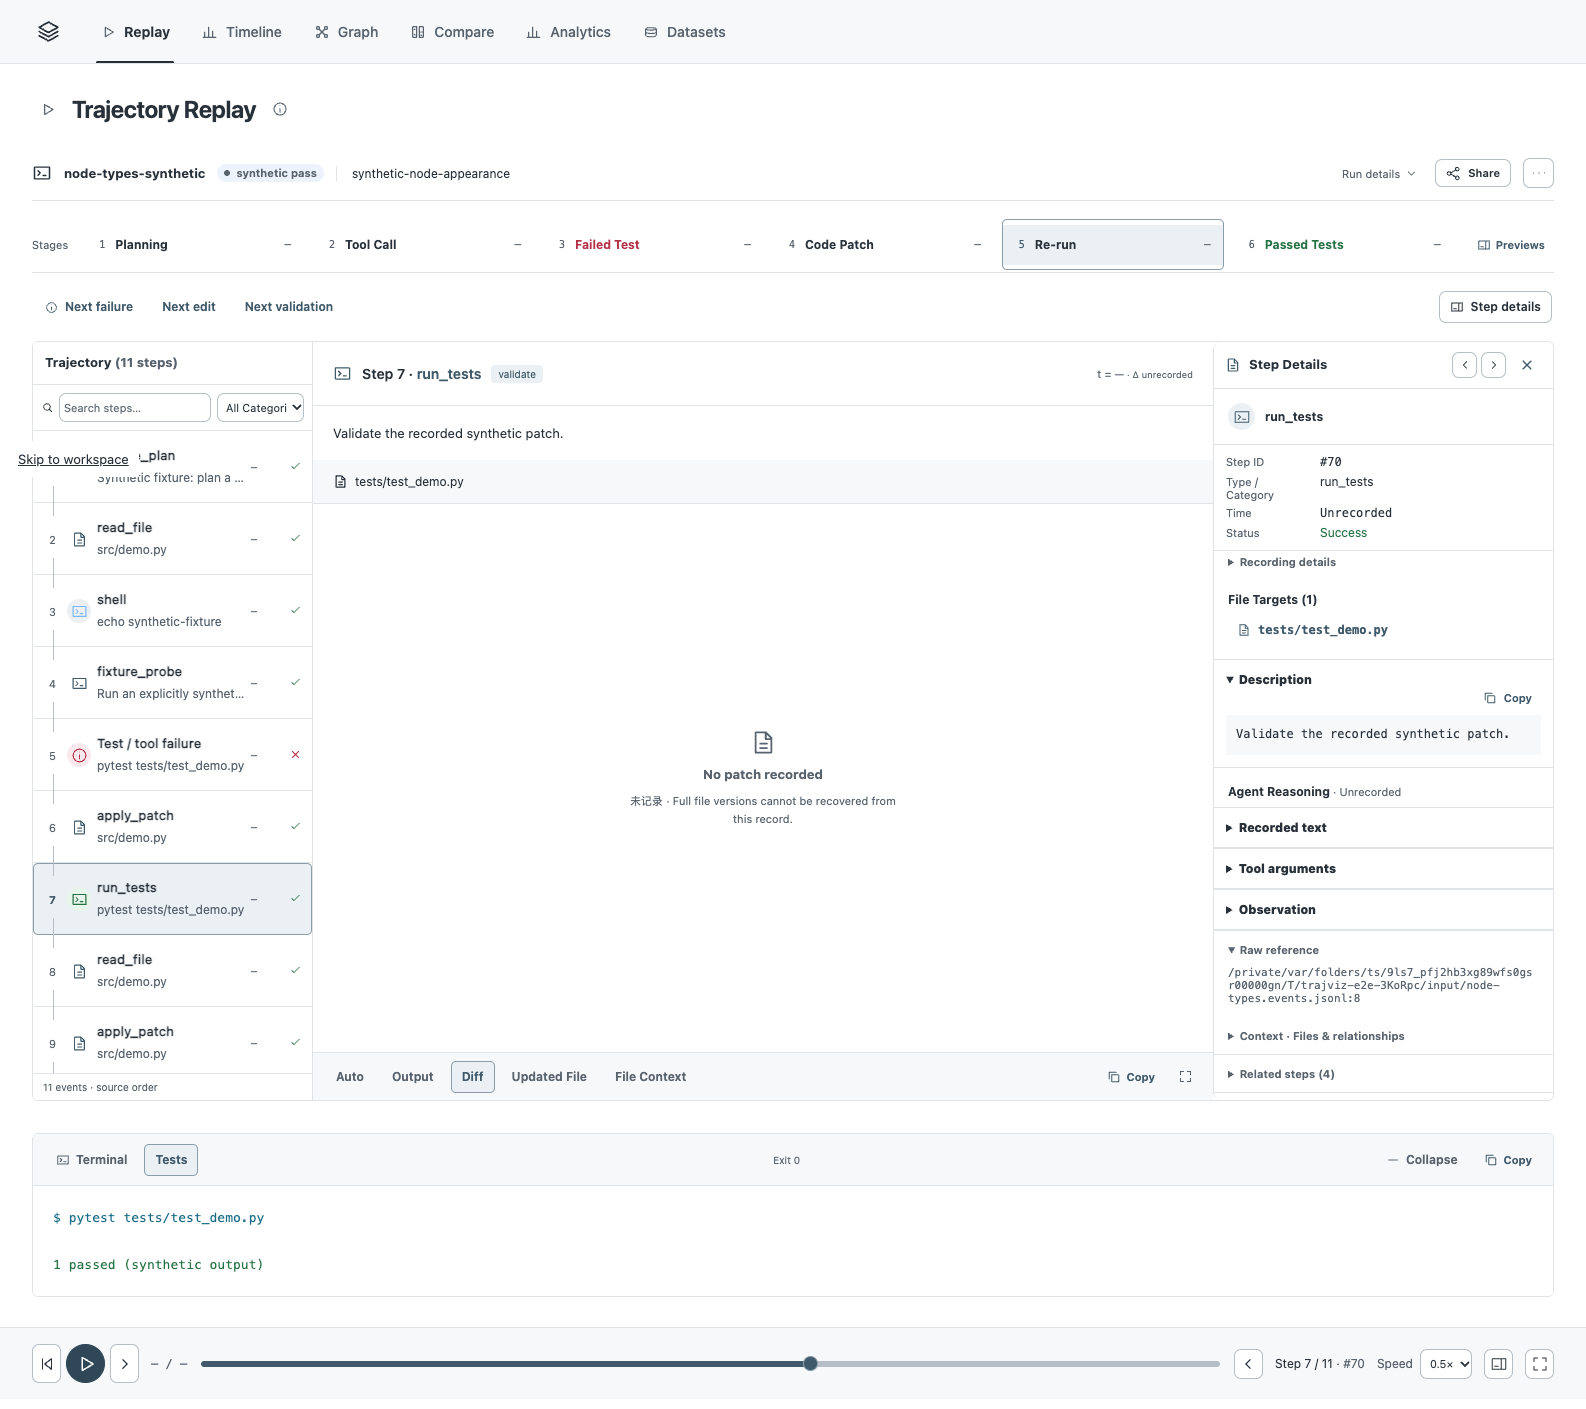 Replay
Timeline
Graph
Compare
Analytics
Datasets
Trajectory Replay
node-types-synthetic
synthetic pass
synthetic-node-appearance
Run details
Share
Stages
1 Planning –
2 Tool Call –
3 Failed Test –
4 Code Patch –
5 Re-run –
6 Passed Tests –
Previews
Next failure
Next edit
Next validation
Step details
Trajectory (11 steps)
Search steps...
All Categori
Skip to workspace
_plan –
Synthetic fixture: plan a ...
2 read_file –
src/demo.py
3 shell –
echo synthetic-fixture
4 fixture_probe –
Run an explicitly synthet...
5 Test / tool failure –
pytest tests/test_demo.py
6 apply_patch –
src/demo.py
7 run_tests –
pytest tests/test_demo.py
8 read_file –
src/demo.py
9 apply_patch –
src/demo.py
11 events · source order
Step 7 · run_tests
validate
t = — · Δ unrecorded
Validate the recorded synthetic patch.
tests/test_demo.py
No patch recorded
未记录 · Full file versions cannot be recovered from
this record.
Auto
Output
Diff
Updated File
File Context
Copy
Step Details
run_tests
Step ID #70
Type /
Category run_tests
Time Unrecorded
Status Success
Recording details
File Targets (1)
tests/test_demo.py
Description
Copy
Validate the recorded synthetic patch.
Agent Reasoning · Unrecorded
Recorded text
Tool arguments
Observation
Raw reference
/private/var/folders/ts/9ls7_pfj2hb3xg89wfs0gs
r00000gn/T/trajviz-e2e-3KoRpc/input/node-
types.events.jsonl:8
Context · Files & relationships
Related steps (4)
Terminal
Tests
Exit 0
Collapse
Copy
$ pytest tests/test_demo.py
1 passed (synthetic output)
– / –
Step 7 / 11 · #70
Speed
0.5×